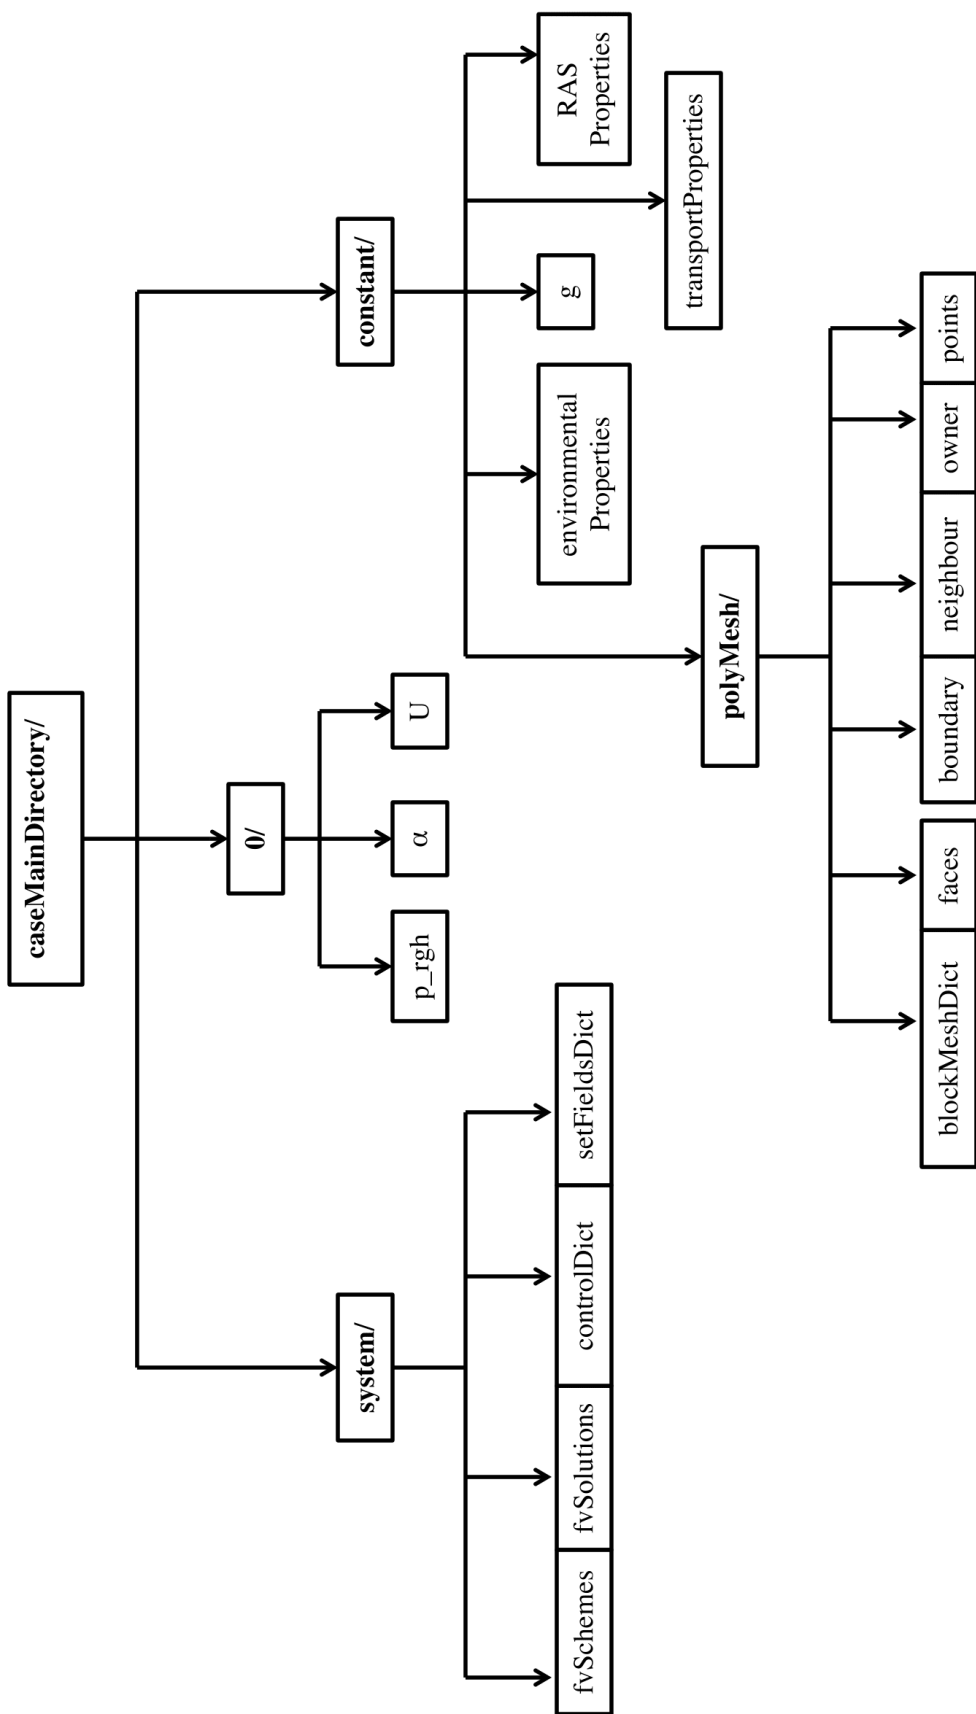 caseMainDirectory/
system/
0/
constant/
fvSchemes
fvSolutions
controlDict
setFieldsDict
p_rgh
α
U
polyMesh/
environmental
Properties
g
transportProperties
RAS
Properties
blockMeshDict
faces
boundary
neighbour
owner
points